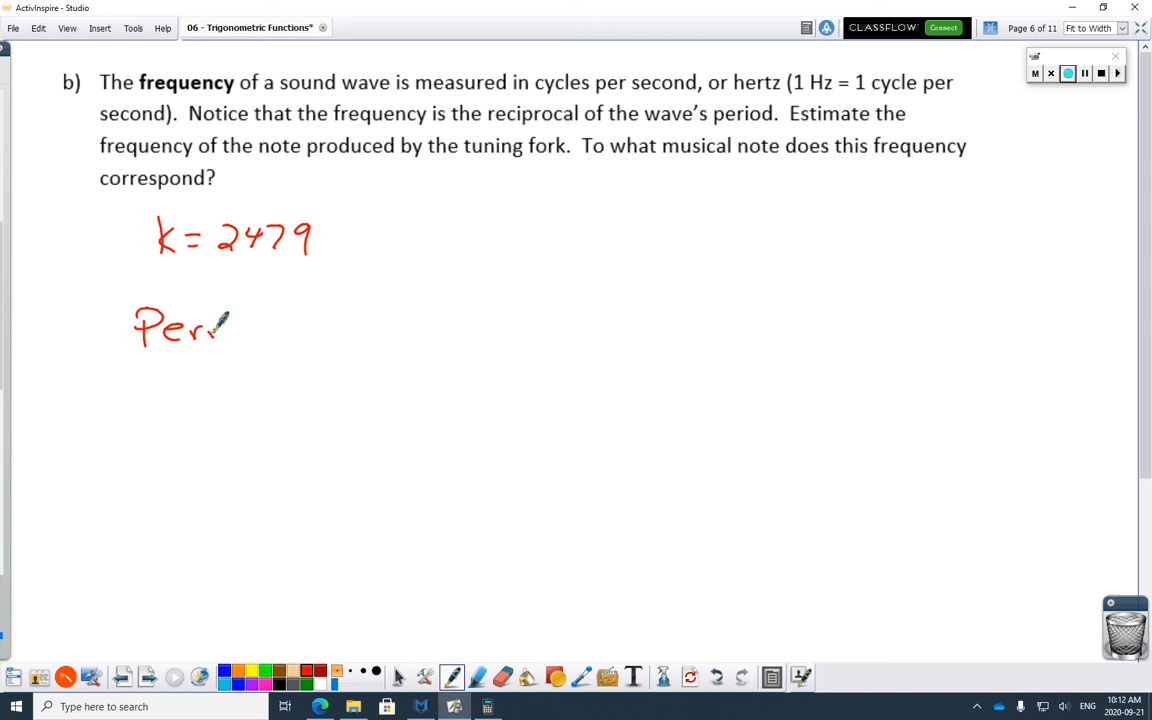 ActivInspire - Studio
File Edit View Insert Tools Help
06 - Trigonometric Functions*
CLASSFLOW Connect
Page 6 of 11 Fit to Width
M
b) The frequency of a sound wave is measured in cycles per second, or hertz (1 Hz = 1 cycle per
second). Notice that the frequency is the reciprocal of the wave's period. Estimate the
frequency of the note produced by the tuning fork. To what musical note does this frequency
correspond?
k = 2479
Peri
T
Type here to search
ENG
10:12 AM
2020-09-21